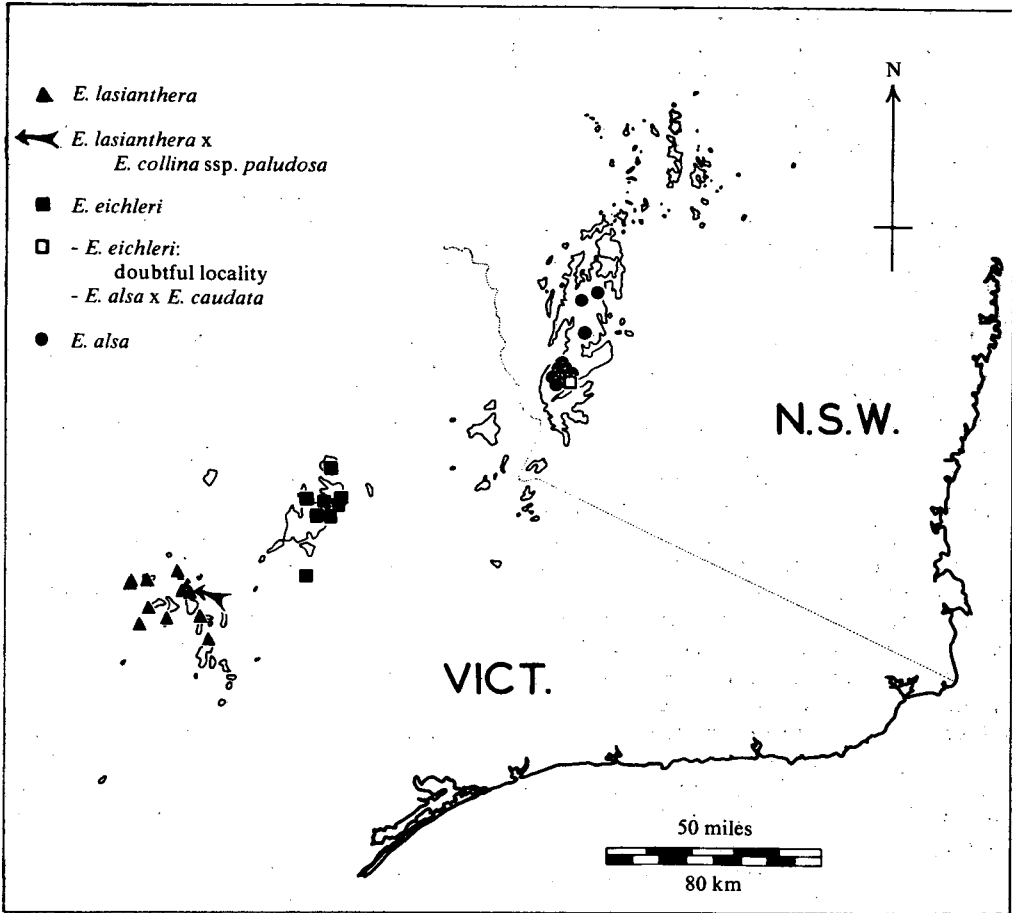 E. lasianthera
E. lasianthera x
E. collina ssp. paludosa
E. eichleri
- E. eichleri:
doubtful locality
- E. alsa x E. caudata
E. alsa
N
N.S.W.
VICT.
50 miles
80 km